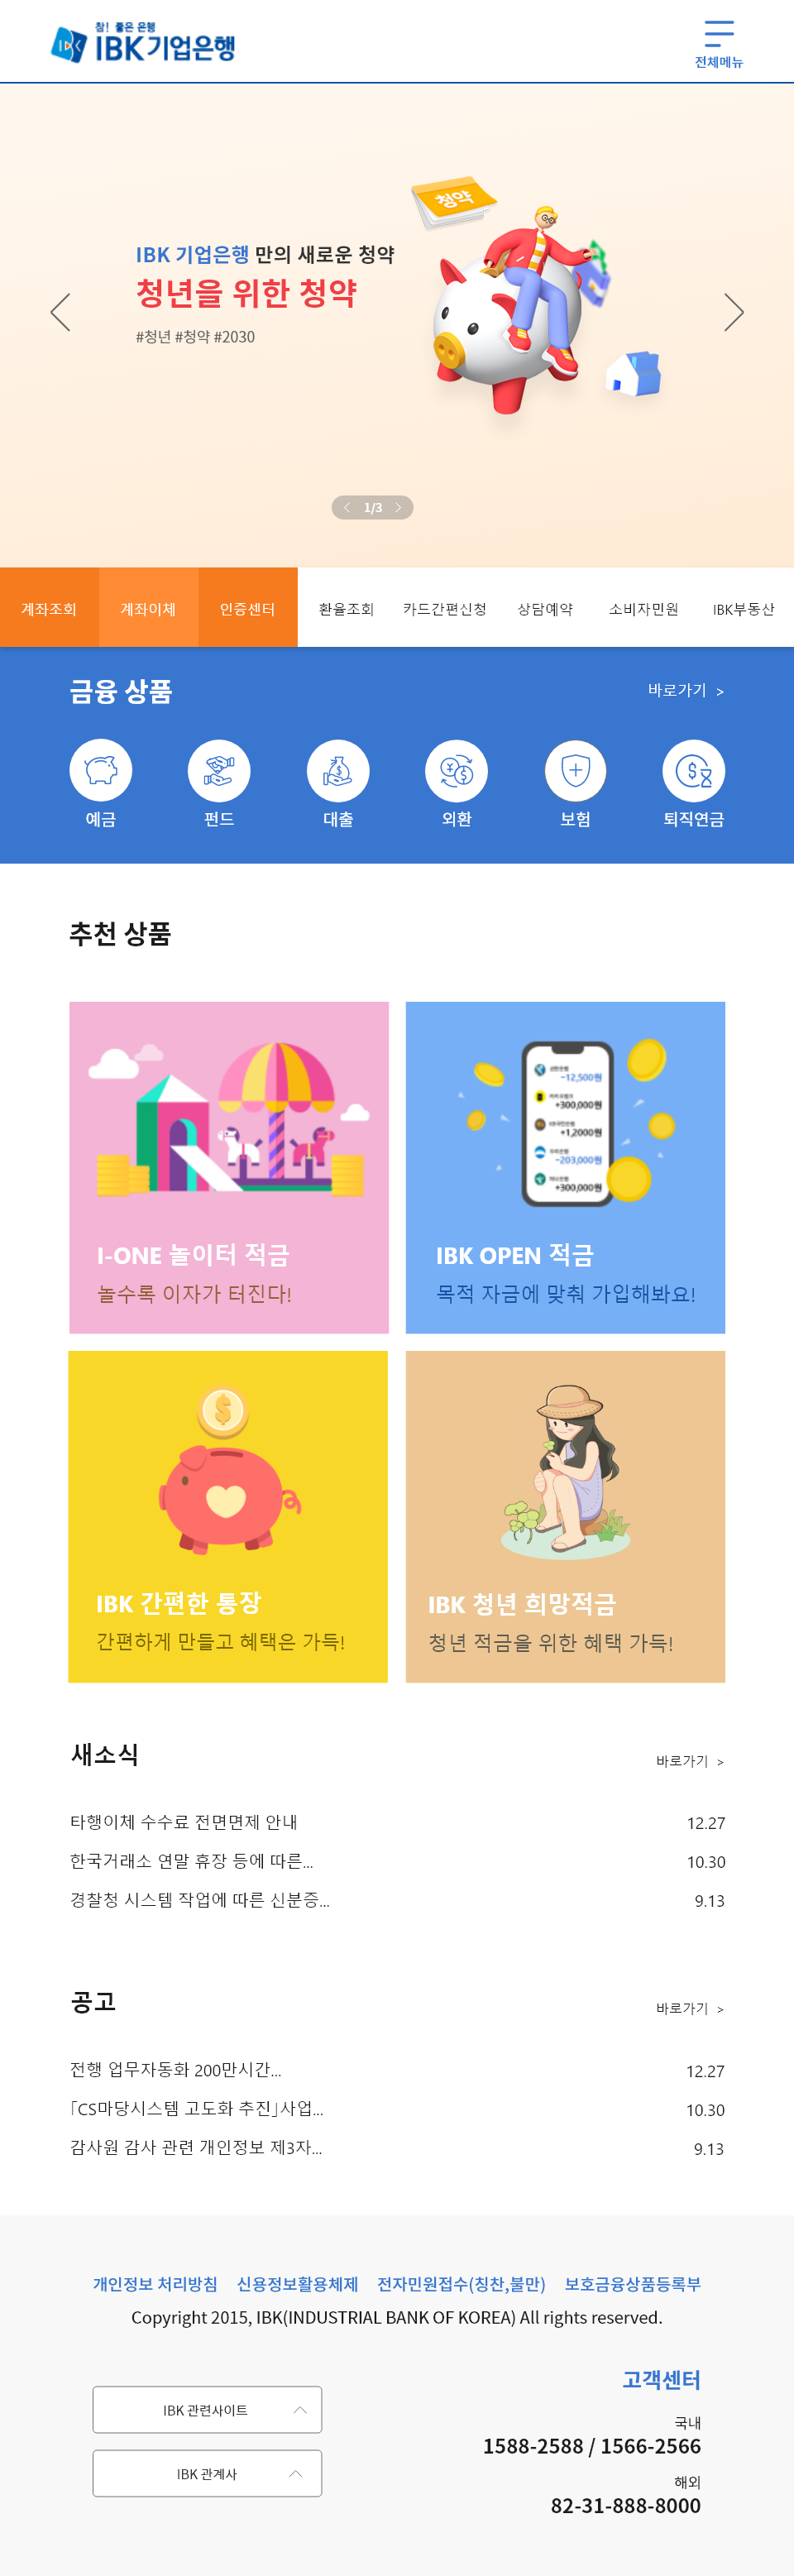 참! 좋은 은행
IBK기업은행
전체메뉴
청약
IBK 기업은행 만의 새로운 청약
청년을 위한 청약
#청년 #청약 #2030
1/3
계좌조회 계좌이체 인증센터 환율조회 카드간편신청 상담예약 소비자민원 IBK부동산
금융 상품
바로가기 >
예금 펀드 대출 외환 보험 퇴직연금
추천 상품
-12,500원
+300,000원
+1,2000원
-203,000원
+300,000원
I-ONE 놀이터 적금
놀수록 이자가 터진다!
IBK OPEN 적금
목적 자금에 맞춰 가입해봐요!
IBK 간편한 통장
간편하게 만들고 혜택은 가득!
IBK 청년 희망적금
청년 적금을 위한 혜택 가득!
새소식
바로가기 >
타행이체 수수료 전면면제 안내 12.27
한국거래소 연말 휴장 등에 따른... 10.30
경찰청 시스템 작업에 따른 신분증... 9.13
공고
바로가기 >
전행 업무자동화 200만시간... 12.27
「CS마당시스템 고도화 추진」사업... 10.30
감사원 감사 관련 개인정보 제3자... 9.13
개인정보 처리방침 신용정보활용체제 전자민원접수(칭찬,불만) 보호금융상품등록부
Copyright 2015, IBK(INDUSTRIAL BANK OF KOREA) All rights reserved.
고객센터
IBK 관련사이트
국내
1588-2588 / 1566-2566
IBK 관계사
해외
82-31-888-8000